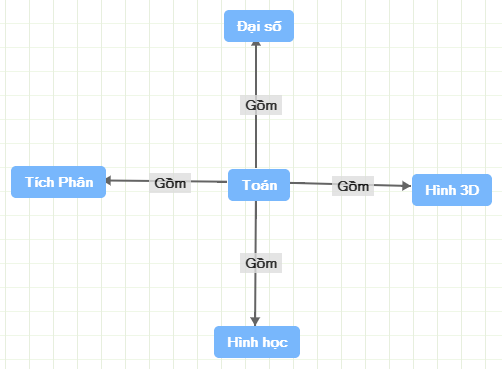 Đại số
Gồm
Tích Phân
Gồm
Toán
Gồm
Hình 3D
Gồm
Hình học